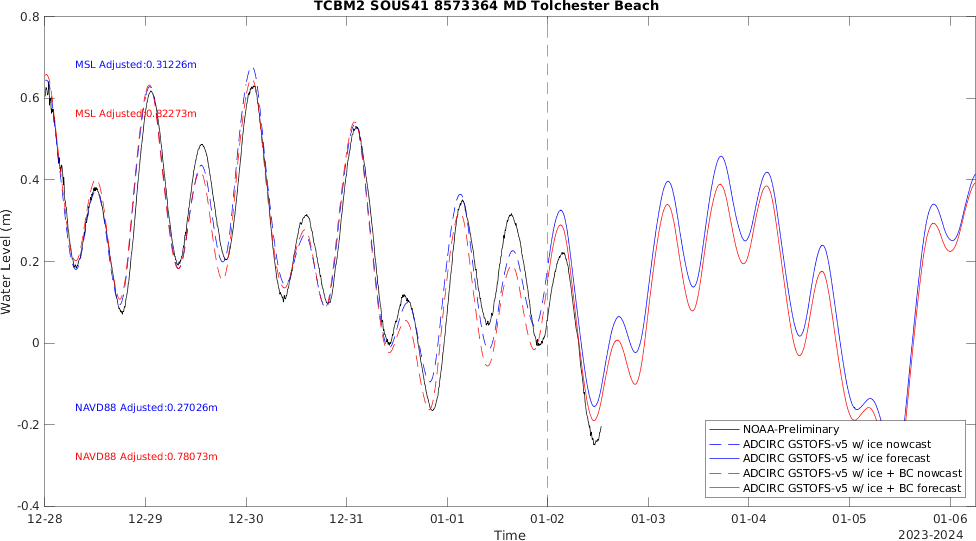 TCBM2 SOUS41 8573364 MD Tolchester Beach
0.8
0.6
0.4
0.2
0
-0.2
-0.4
Water Level (m)
MSL Adjusted:0.31226m
MSL Adjusted:0.82273m
NAVD88 Adjusted:0.27026m
NAVD88 Adjusted:0.78073m
NOAA-Preliminary
ADCIRC GSTOFS-v5 w/ ice nowcast
ADCIRC GSTOFS-v5 w/ ice forecast
ADCIRC GSTOFS-v5 w/ ice + BC nowcast
ADCIRC GSTOFS-v5 w/ ice + BC forecast
12-28 12-29 12-30 12-31 01-01 01-02 01-03 01-04 01-05 01-06
Time
2023-2024